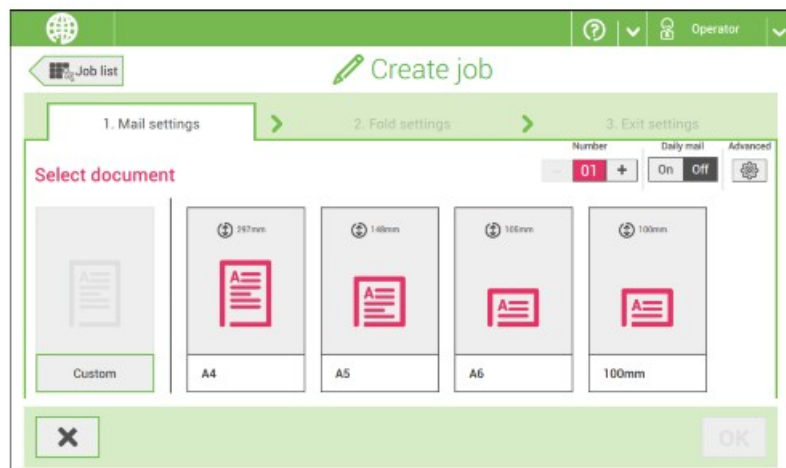 Operator
Job list
Create job
1. Mail settings
2. Fold settings
3. Exit settings
Number
Daily mail
Advanced
Select document
01 +
On Off
297mm
148mm
105mm
100mm
Custom
A4
A5
A6
100mm
OK